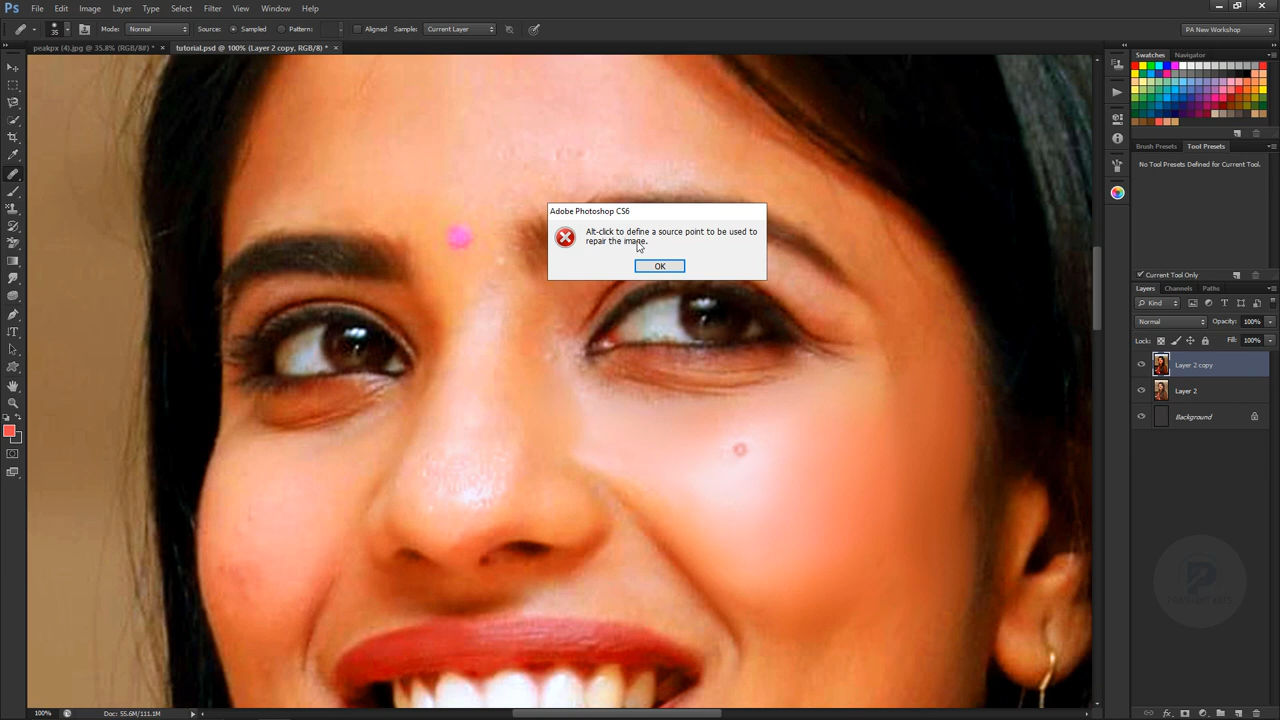 Ps File Edit Image Layer Type Select Filter View Window Help
35 Mode: Normal Source: Sampled Pattern: Aligned Sample: Current Layer PA New Workshop
peakpx (4).jpg @ 35.8% (RGB/8#) * × tutorial.psd @ 100% (Layer 2 copy, RGB/8) * ×
Swatches Navigator
Brush Presets Tool Presets
No Tool Presets Defined for Current Tool.
Adobe Photoshop CS6
Alt-click to define a source point to be used to
repair the image.
OK
Current Tool Only
Layers Channels Paths
Kind
Normal Opacity: 100%
Lock: Fill: 100%
Layer 2 copy
Layer 2
Background
100% Doc: 55.6M/111.1M